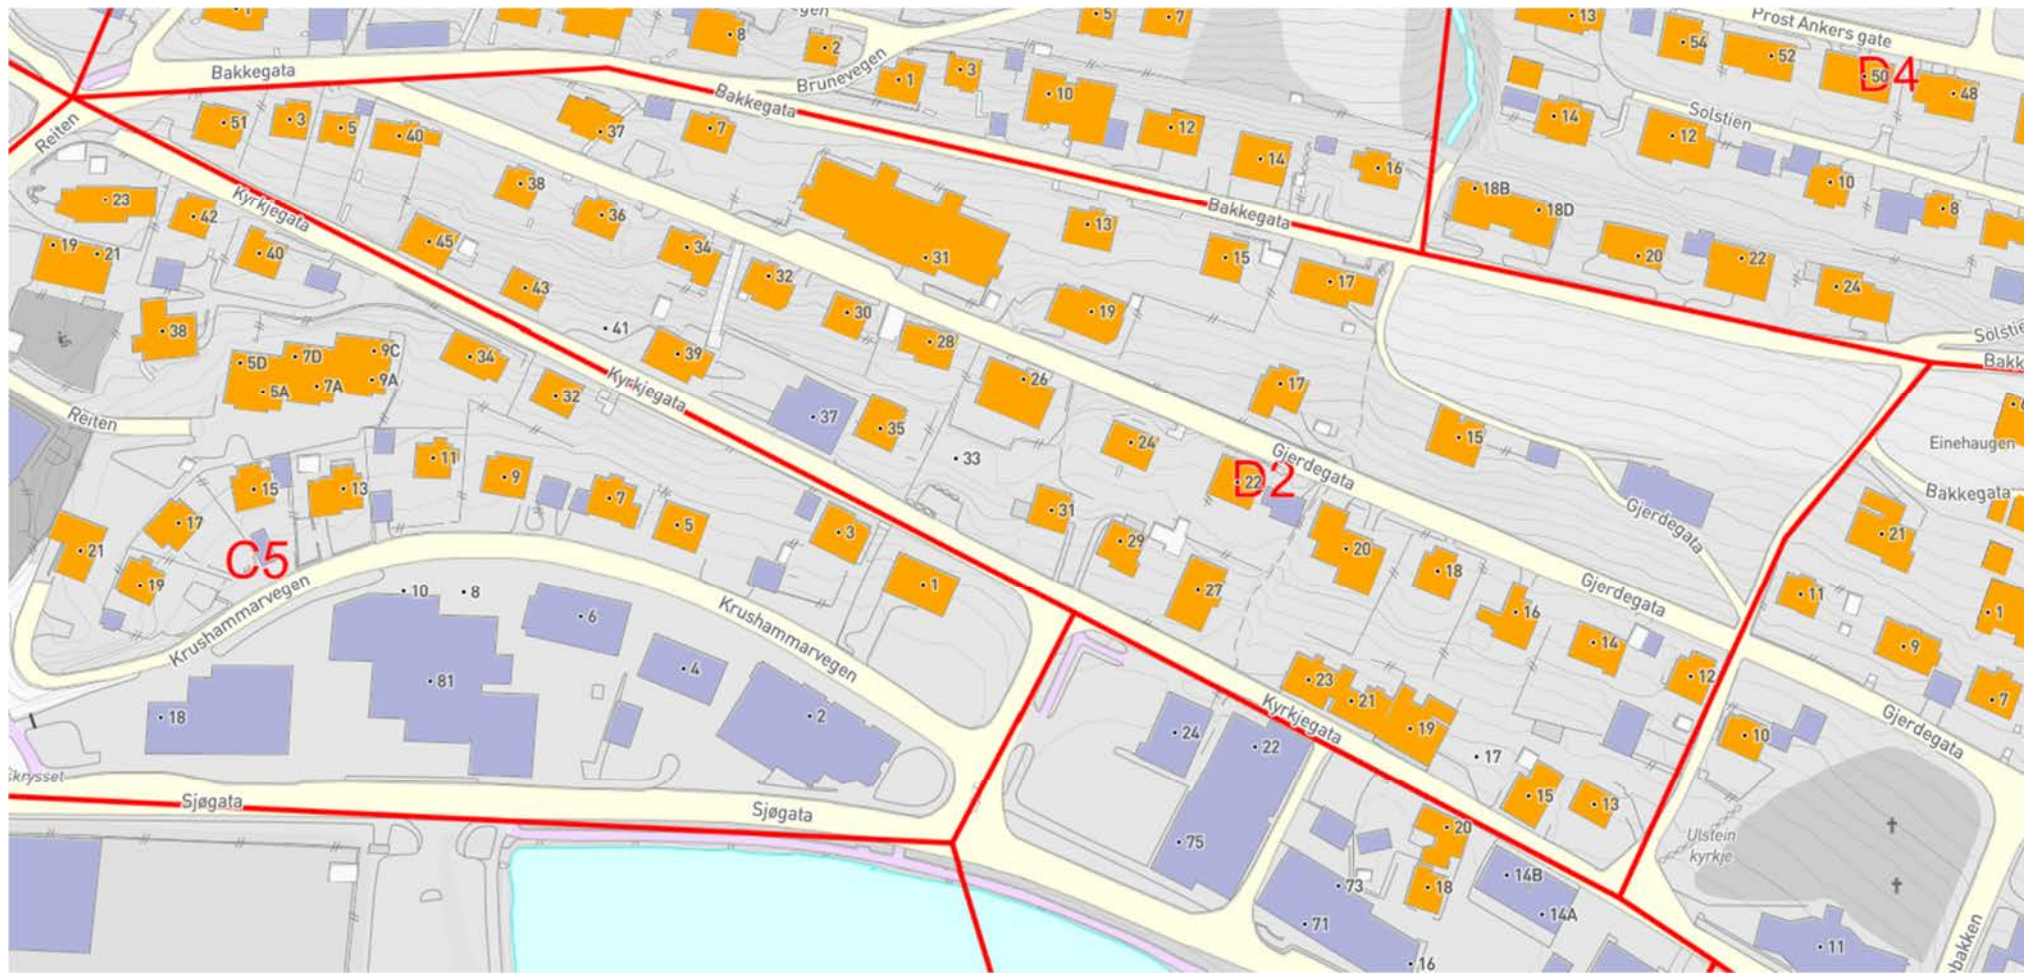 1
8
2
5
7
13
Prost Ankers gate
54
52
50
D4
48
Bakkegata
Brunevegen
1
3
10
Bakkegata
Solstien
14
12
Reiten
51
3
5
40
37
7
12
14
16
10
8
23
42
Kyrkjegata
38
36
34
45
13
Bakkegata
18B
18D
19
21
40
43
32
31
15
17
20
22
24
38
41
30
28
19
Solstien
5D
7D
9C
5A
7A
9A
34
32
39
Kyrkjegata
26
17
Reiten
37
35
33
24
15
Einehaugen
11
9
15
13
7
5
3
31
22
D2
Gjerdegata
Bakkegata
17
21
19
C5
29
20
18
Gjerdegata
21
10
8
6
1
27
16
Gjerdegata
11
1
Krushammarvegen
Krushammarvegen
4
14
9
81
23
21
12
7
18
2
24
22
Kyrkjegata
19
17
10
Gjerdegata
Sjøgata
Sjøgata
75
15
13
20
Ulstein
kyrkje
73
18
14B
71
14A
16
11